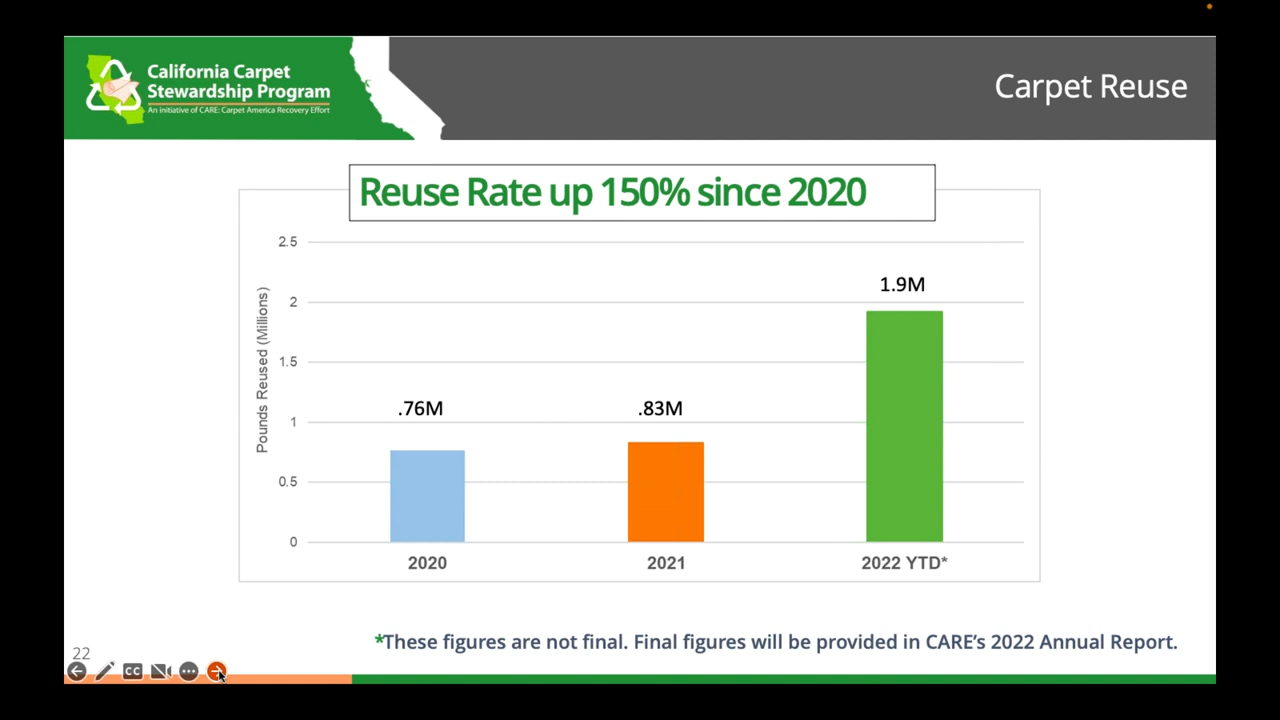 California Carpet
Stewardship Program
An initiative of CARE: Carpet America Recovery Effort
Carpet Reuse
Reuse Rate up 150% since 2020
Pounds Reused (Millions)
2.5
2
1.5
1
0.5
0
.76M
.83M
1.9M
2020
2021
2022 YTD*
*These figures are not final. Final figures will be provided in CARE's 2022 Annual Report.
22
CC